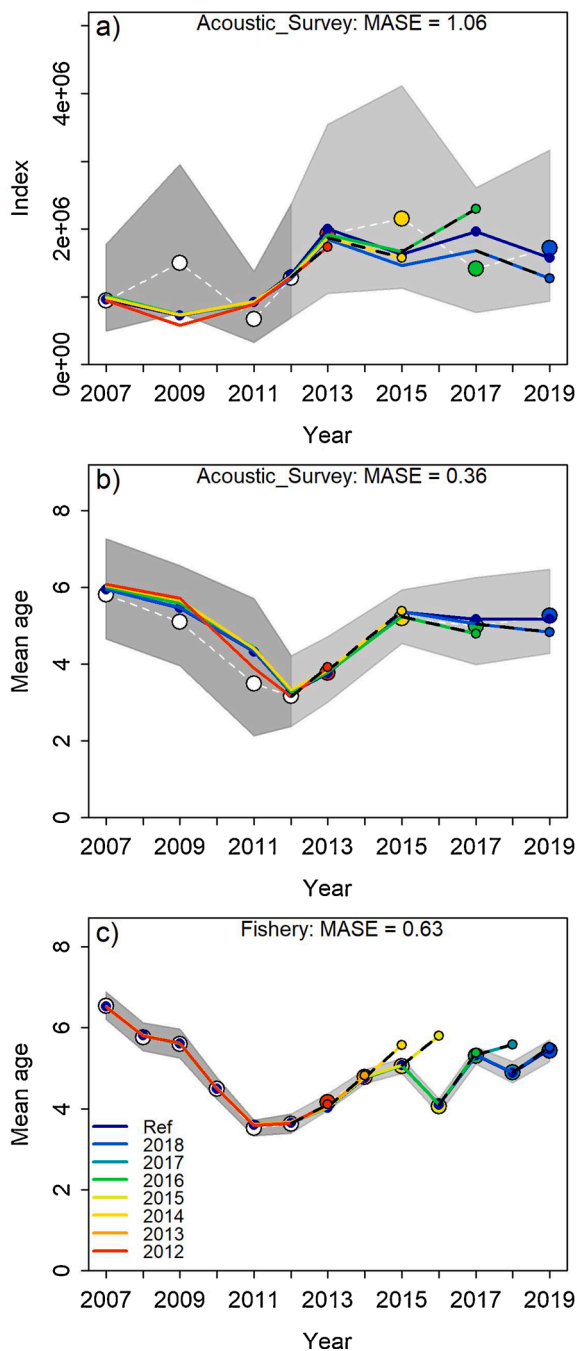 a)
Acoustic_Survey: MASE = 1.06
Index
4e+06
2e+06
0e+00
2007 2009 2011 2013 2015 2017 2019
Year
b)
Acoustic_Survey: MASE = 0.36
Mean age
8
6
4
2
0
2007 2009 2011 2013 2015 2017 2019
Year
c)
Fishery: MASE = 0.63
Mean age
8
6
4
2
0
Ref
2018
2017
2016
2015
2014
2013
2012
2007 2009 2011 2013 2015 2017 2019
Year